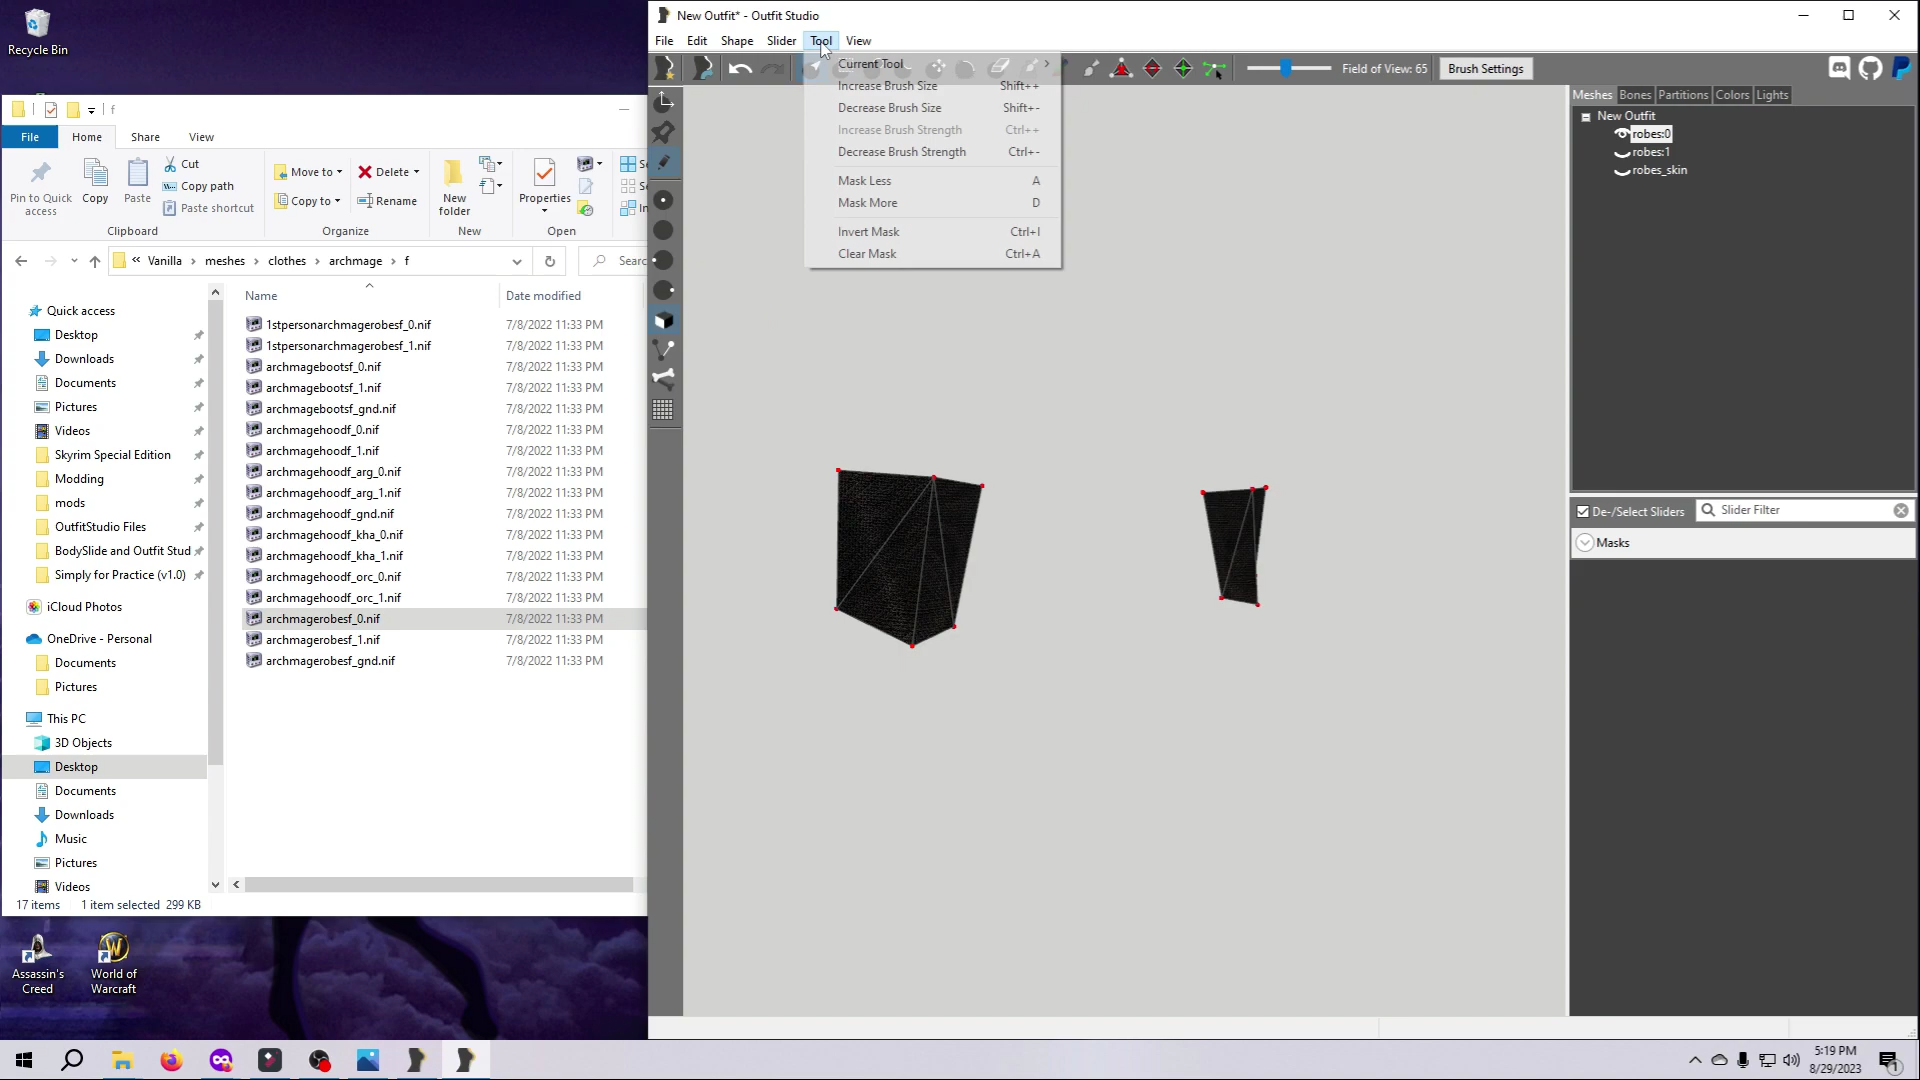 Recycle Bin
f
File
Home
Share
View
Pin to Quick
access
Copy
Paste
Cut
Copy path
Paste shortcut
Clipboard
Move to
Copy to
Delete
Rename
Organize
New
folder
New
Properties
Open
« Vanilla › meshes › clothes › archmage › f
Searc
Name
Date modified
Quick access
Desktop
Downloads
Documents
Pictures
Videos
Skyrim Special Edition
Modding
mods
OutfitStudio Files
BodySlide and Outfit Stud
Simply for Practice (v1.0)
iCloud Photos
OneDrive - Personal
Documents
Pictures
This PC
3D Objects
Desktop
Documents
Downloads
Music
Pictures
Videos
1stpersonarchmagerobesf_0.nif 7/8/2022 11:33 PM
1stpersonarchmagerobesf_1.nif 7/8/2022 11:33 PM
archmagebootsf_0.nif 7/8/2022 11:33 PM
archmagebootsf_1.nif 7/8/2022 11:33 PM
archmagebootsf_gnd.nif 7/8/2022 11:33 PM
archmagehoodf_0.nif 7/8/2022 11:33 PM
archmagehoodf_1.nif 7/8/2022 11:33 PM
archmagehoodf_arg_0.nif 7/8/2022 11:33 PM
archmagehoodf_arg_1.nif 7/8/2022 11:33 PM
archmagehoodf_gnd.nif 7/8/2022 11:33 PM
archmagehoodf_kha_0.nif 7/8/2022 11:33 PM
archmagehoodf_kha_1.nif 7/8/2022 11:33 PM
archmagehoodf_orc_0.nif 7/8/2022 11:33 PM
archmagehoodf_orc_1.nif 7/8/2022 11:33 PM
archmagerobesf_0.nif 7/8/2022 11:33 PM
archmagerobesf_1.nif 7/8/2022 11:33 PM
archmagerobesf_gnd.nif 7/8/2022 11:33 PM
17 items 1 item selected 299 KB
Assassin's
Creed
World of
Warcraft
New Outfit* - Outfit Studio
File Edit Shape Slider Tool View
Field of View: 65
Brush Settings
Current Tool
Increase Brush Size Shift++
Decrease Brush Size Shift+-
Increase Brush Strength Ctrl++
Decrease Brush Strength Ctrl+-
Mask Less A
Mask More D
Invert Mask Ctrl+I
Clear Mask Ctrl+A
Meshes Bones Partitions Colors Lights
New Outfit
robes:0
robes:1
robes_skin
De-/Select Sliders
Slider Filter
Masks
5:19 PM
8/29/2023
1